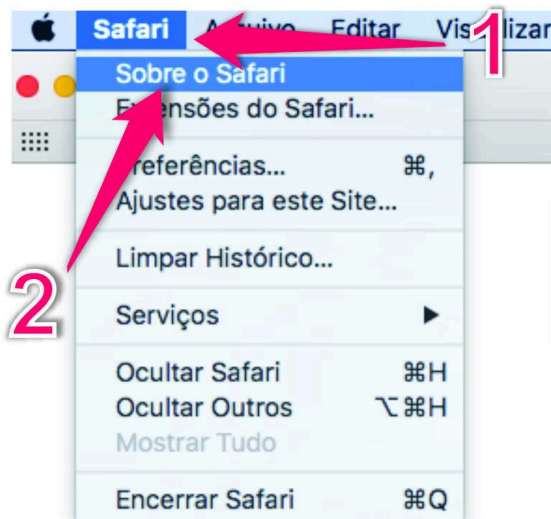 Safari Arquivo Editar Visualizar
1
Sobre o Safari
Extensões do Safari...
Preferências... ⌘,
Ajustes para este Site...
Limpar Histórico...
2
Serviços ▶
Ocultar Safari ⌘H
Ocultar Outros ⌥⌘H
Mostrar Tudo
Encerrar Safari ⌘Q